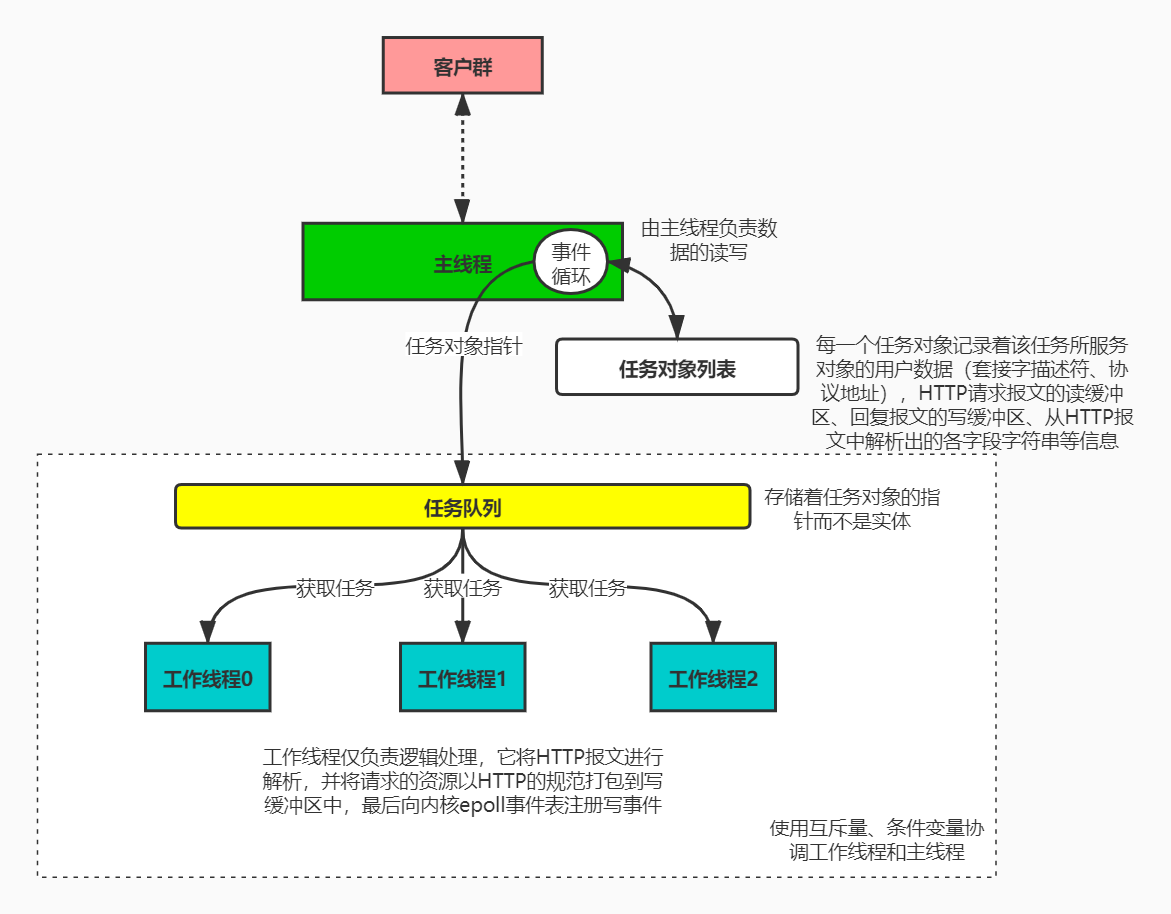 客户群
主线程
事件
循环
由主线程负责数
据的读写
任务对象指针
任务对象列表
每一个任务对象记录着该任务所服务
对象的用户数据（套接字描述符、协
议地址），HTTP请求报文的读缓冲
区、回复报文的写缓冲区、从HTTP报
文中解析出的各字段字符串等信息
任务队列
存储着任务对象的指
针而不是实体
获取任务
获取任务
获取任务
工作线程0
工作线程1
工作线程2
工作线程仅负责逻辑处理，它将HTTP报文进行
解析，并将请求的资源以HTTP的规范打包到写
缓冲区中，最后向内核epoll事件表注册写事件
使用互斥量、条件变量协
调工作线程和主线程